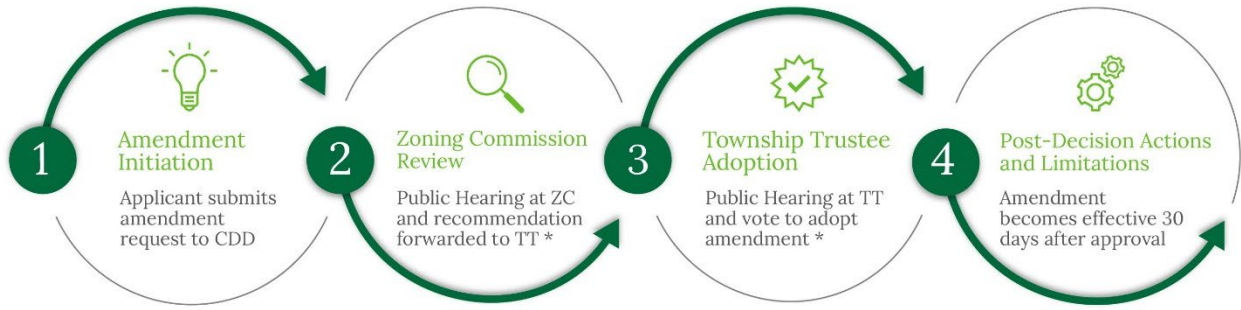 1
Amendment
Initiation
Applicant submits
amendment
request to CDD
2
Zoning Commission
Review
Public Hearing at ZC
and recommendation
forwarded to TT *
3
Township Trustee
Adoption
Public Hearing at TT
and vote to adopt
amendment *
4
Post-Decision Actions
and Limitations
Amendment
becomes effective 30
days after approval